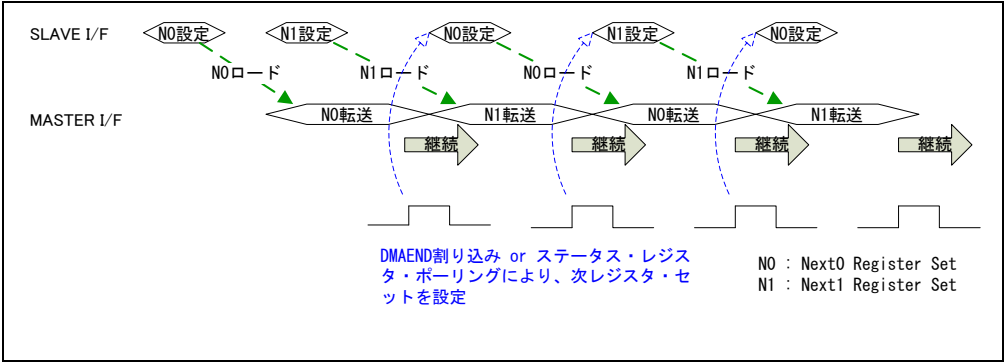 SLAVE I/F
N0設定
N1設定
N0設定
N1設定
N0設定
N0ロード
N1ロード
N0ロード
N1ロード
MASTER I/F
N0転送
N1転送
N0転送
N1転送
継続
継続
継続
継続
DMAEND割り込み or ステータス・レジス
タ・ポーリングにより、次レジスタ・セ
ットを設定
N0 : Next0 Register Set
N1 : Next1 Register Set